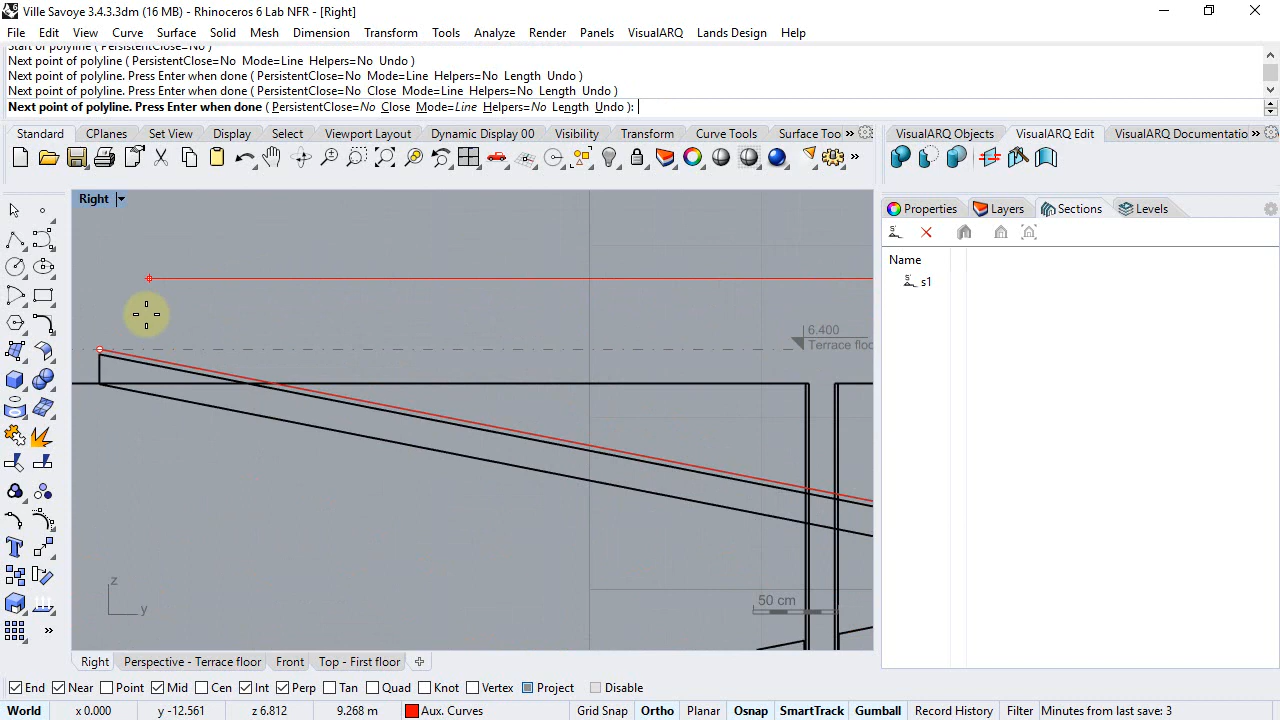 Ville Savoye 3.4.3.3dm (16 MB) - Rhinoceros 6 Lab NFR - [Right]
File Edit View Curve Surface Solid Mesh Dimension Transform Tools Analyze Render Panels VisualARQ Lands Design Help
Start of polyline ( PersistentClose=No )
Next point of polyline ( PersistentClose=No Mode=Line Helpers=No Undo )
Next point of polyline. Press Enter when done ( PersistentClose=No Mode=Line Helpers=No Length Undo )
Next point of polyline. Press Enter when done ( PersistentClose=No Close Mode=Line Helpers=No Length Undo )
Next point of polyline. Press Enter when done ( PersistentClose=No Close Mode=Line Helpers=No Length Undo ):
Standard CPlanes Set View Display Select Viewport Layout Dynamic Display 00 Visibility Transform Curve Tools Surface Too »
VisualARQ Objects VisualARQ Edit VisualARQ Documentatio »
Right
Properties Layers Sections Levels
Name
s1
6.400
Terrace floo
z
y
50 cm
Right Perspective - Terrace floor Front Top - First floor
End Near Point Mid Cen Int Perp Tan Quad Knot Vertex Project Disable
World x 0.000 y -12.561 z 6.812 9.268 m Aux. Curves Grid Snap Ortho Planar Osnap SmartTrack Gumball Record History Filter Minutes from last save: 3